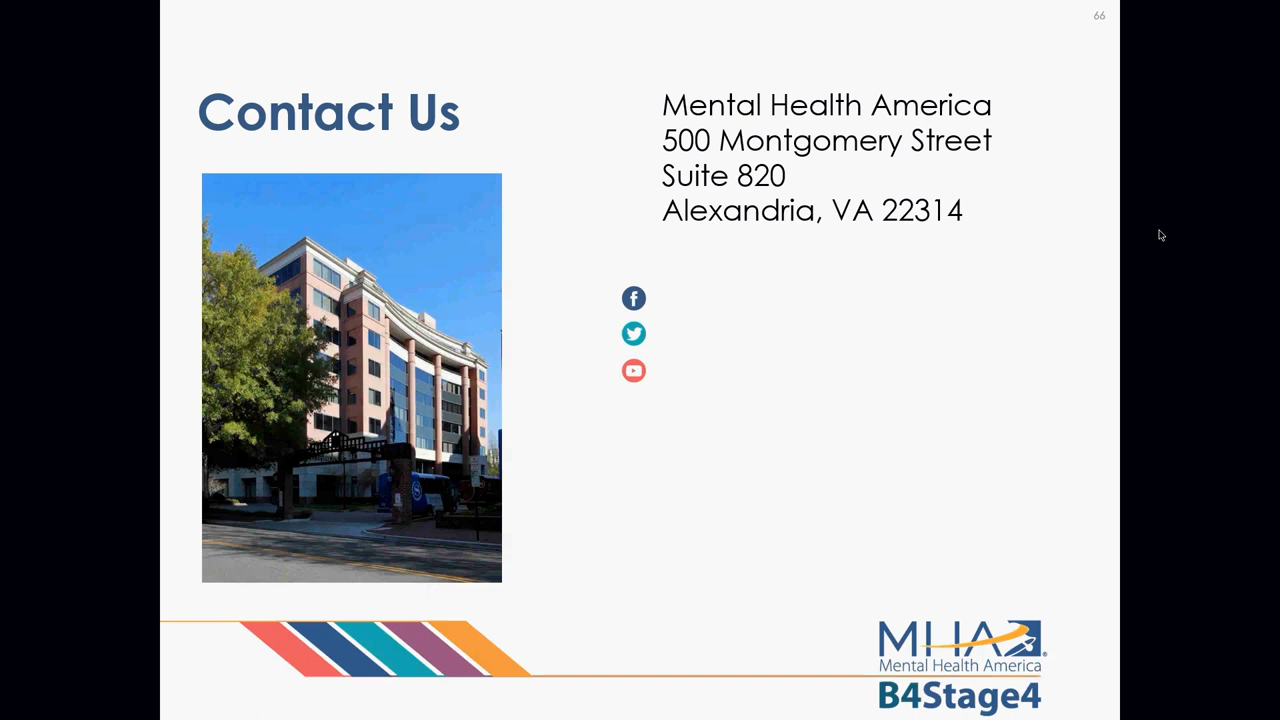 66
Contact Us
Mental Health America
500 Montgomery Street
Suite 820
Alexandria, VA 22314
MHA®
Mental Health America
B4Stage4